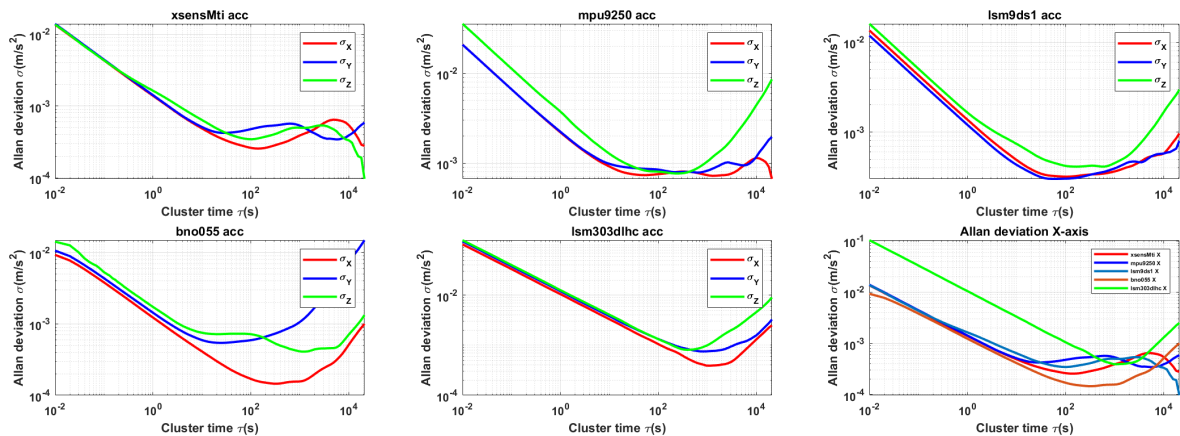 xsensMti acc
Allan deviation σ(m/s²)
10⁻²
10⁻³
10⁻⁴
σX
σY
σZ
10⁻² 10⁰ 10² 10⁴
Cluster time τ(s)
mpu9250 acc
Allan deviation σ(m/s²)
10⁻²
10⁻³
σX
σY
σZ
10⁻² 10⁰ 10² 10⁴
Cluster time τ(s)
lsm9ds1 acc
Allan deviation σ(m/s²)
10⁻²
10⁻³
σX
σY
σZ
10⁻² 10⁰ 10² 10⁴
Cluster time τ(s)
bno055 acc
Allan deviation σ(m/s²)
10⁻²
10⁻³
10⁻⁴
σX
σY
σZ
10⁻² 10⁰ 10² 10⁴
Cluster time τ(s)
lsm303dlhc acc
Allan deviation σ(m/s²)
10⁻²
10⁻³
10⁻⁴
σX
σY
σZ
10⁻² 10⁰ 10² 10⁴
Cluster time τ(s)
Allan deviation X-axis
Allan deviation σ(m/s²)
10⁻¹
10⁻²
10⁻³
10⁻⁴
xsensMti X
mpu9250 X
lsm9ds1 X
bno055 X
lsm303dlhc X
10⁻² 10⁰ 10² 10⁴
Cluster time τ(s)